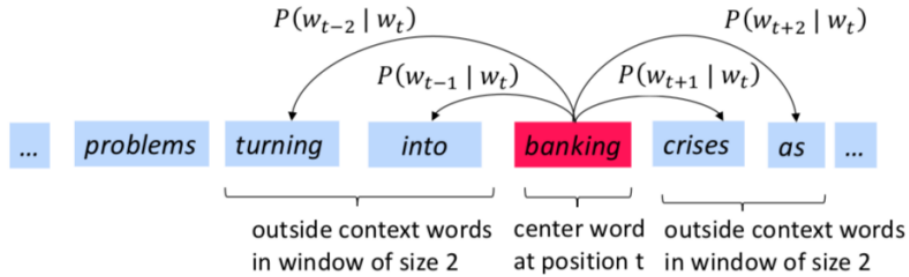 P(w_{t−2} | w_t)
P(w_{t+2} | w_t)
P(w_{t−1} | w_t)
P(w_{t+1} | w_t)
... problems turning into banking crises as ...
outside context words
in window of size 2
center word
at position t
outside context words
in window of size 2